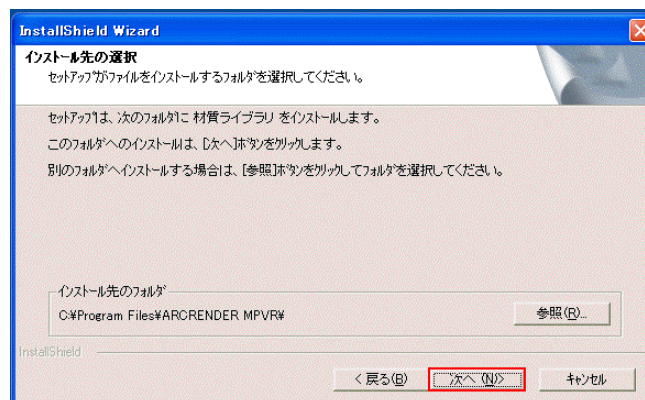 InstallShield Wizard
インストール先の選択
セットアップがファイルをインストールするフォルダを選択してください。
セットアップは、次のフォルダに 材質ライブラリ をインストールします。
このフォルダへのインストールは、[次へ]ボタンをクリックします。
別のフォルダへインストールする場合は、[参照]ボタンをクリックしてフォルダを選択してください。
インストール先のフォルダ
C:¥Program Files¥ARCRENDER MPVR¥
参照(R)...
InstallShield
< 戻る(B)
次へ (N)>
キャンセル